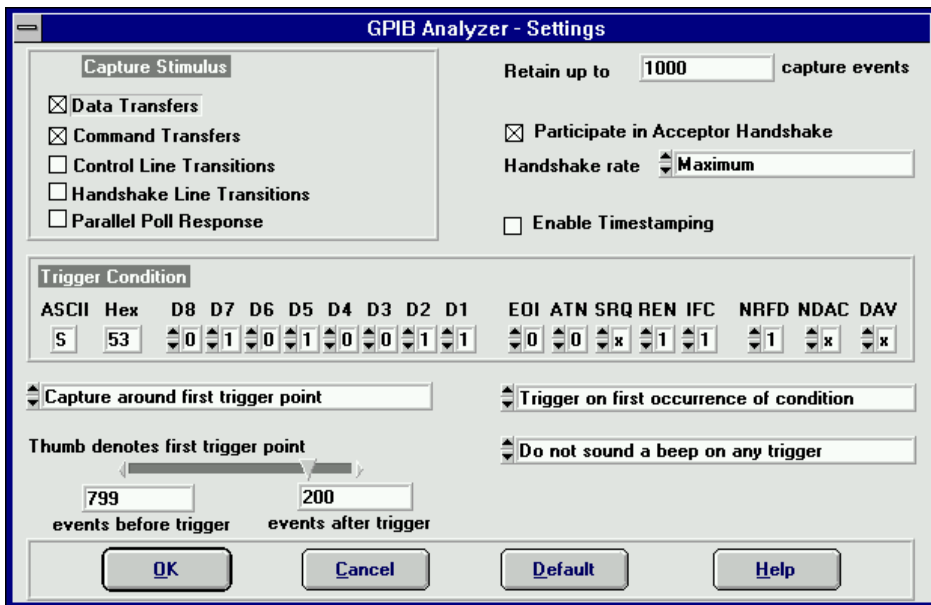 GPIB Analyzer - Settings
Capture Stimulus
Data Transfers
Command Transfers
Control Line Transitions
Handshake Line Transitions
Parallel Poll Response
Retain up to 1000 capture events
Participate in Acceptor Handshake
Handshake rate Maximum
Enable Timestamping
Trigger Condition
ASCII Hex D8 D7 D6 D5 D4 D3 D2 D1 EOI ATN SRQ REN IFC NRFD NDAC DAV
S 53 0 1 0 1 0 0 1 1 0 0 x 1 1 1 x x
Capture around first trigger point
Trigger on first occurrence of condition
Thumb denotes first trigger point
Do not sound a beep on any trigger
799 200
events before trigger events after trigger
OK Cancel Default Help